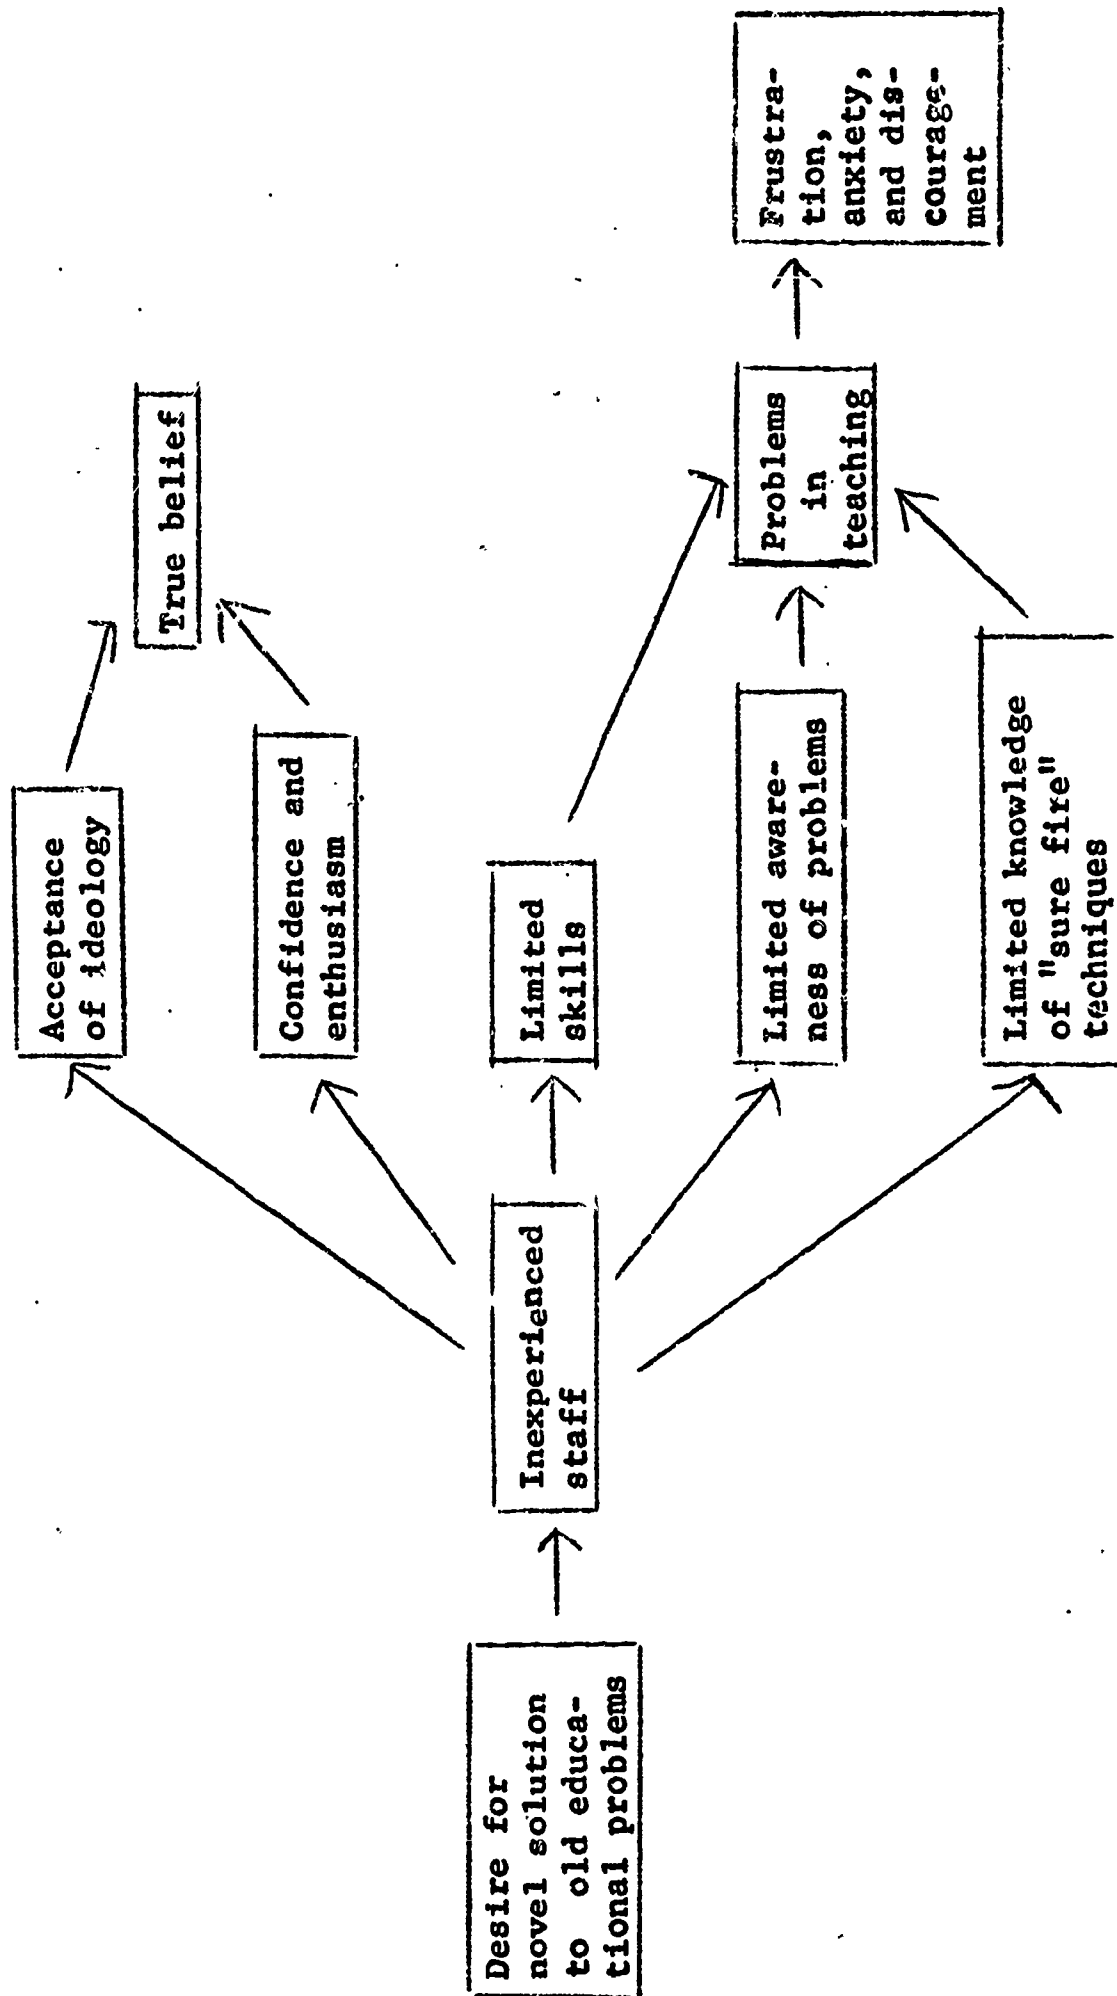 Desire for
novel solution
to old educa-
tional problems
Inexperienced
staff
Acceptance
of ideology
Confidence and
enthusiasm
Limited
skills
Limited aware-
ness of problems
Limited knowledge
of "sure fire"
techniques
True belief
Problems
in
teaching
Frustra-
tion,
anxiety,
and dis-
courage-
ment